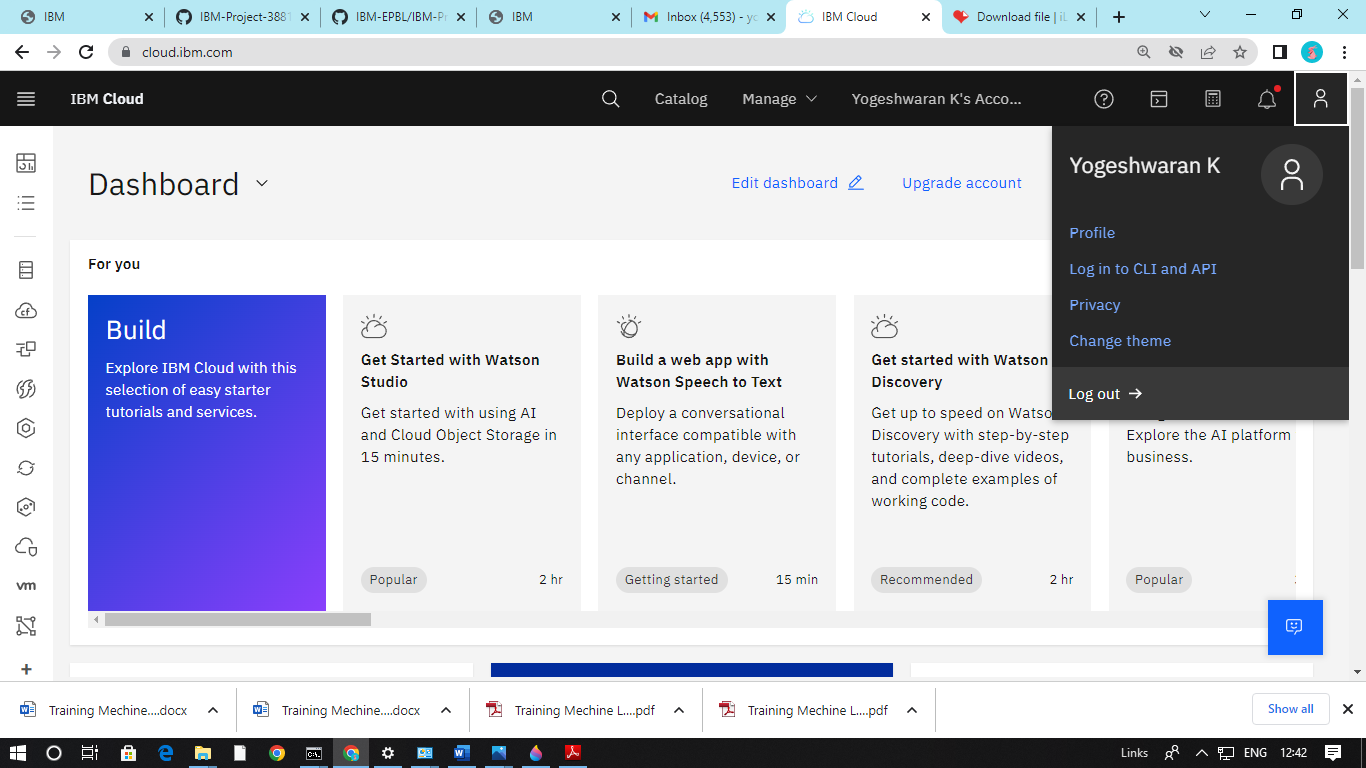 IBM
IBM-Project-3881
IBM-EPBL/IBM-Pr
IBM
Inbox (4,553) - yo
IBM Cloud
Download file | iL
cloud.ibm.com
IBM Cloud
Catalog
Manage
Yogeshwaran K's Acco...
Dashboard
Edit dashboard
Upgrade account
Yogeshwaran K
Profile
Log in to CLI and API
Privacy
Change theme
Log out
For you
Build
Explore IBM Cloud with this
selection of easy starter
tutorials and services.
Get Started with Watson
Studio
Get started with using AI
and Cloud Object Storage in
15 minutes.
Popular
2 hr
Build a web app with
Watson Speech to Text
Deploy a conversational
interface compatible with
any application, device, or
channel.
Getting started
15 min
Get started with Watson
Discovery
Get up to speed on Watson
Discovery with step-by-step
tutorials, deep-dive videos,
and complete examples of
working code.
Recommended
2 hr
Explore the AI platform
business.
Popular
cf
vm
Training Mechine....docx
Training Mechine....docx
Training Mechine L....pdf
Training Mechine L....pdf
Show all
Links
ENG
12:42